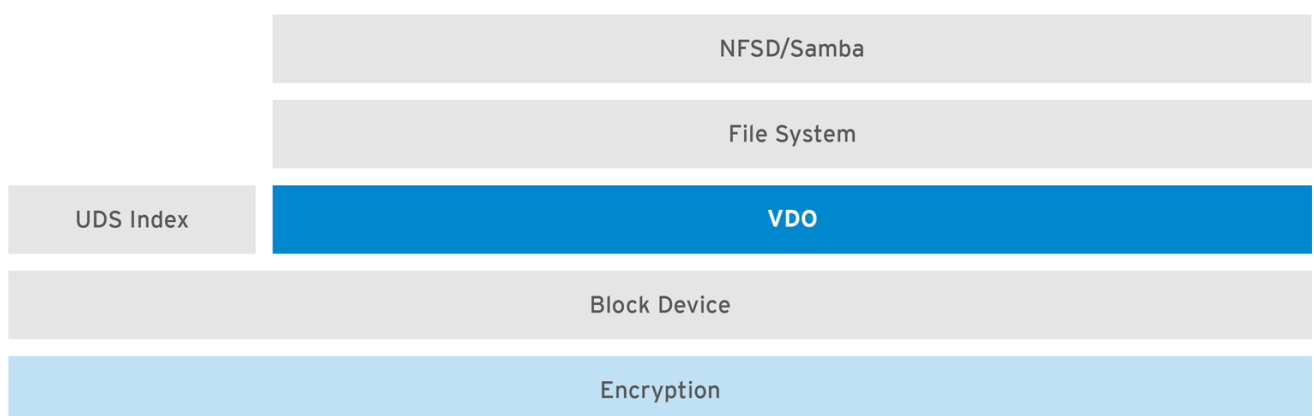 NFSD/Samba
File System
UDS Index
VDO
Block Device
Encryption